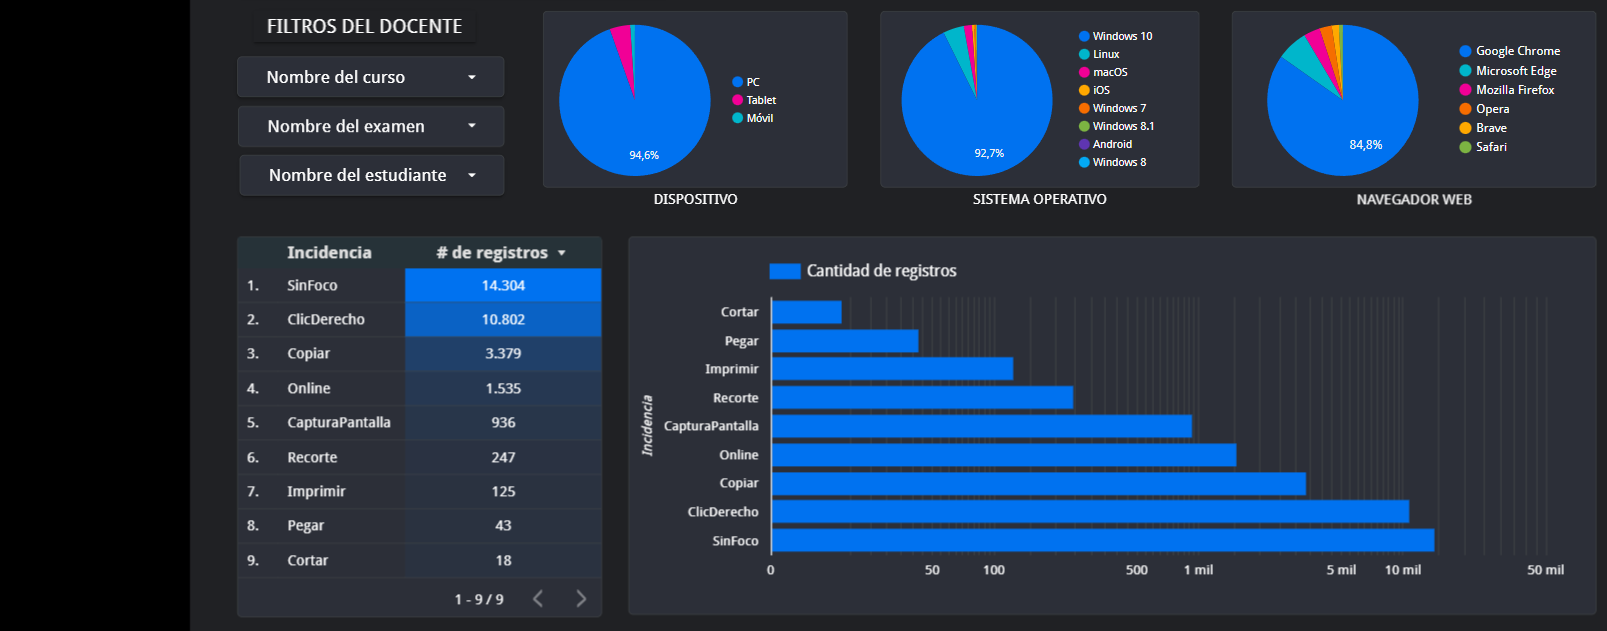 FILTROS DEL DOCENTE
Nombre del curso
Nombre del examen
Nombre del estudiante
94,6%
PC
Tablet
Móvil
DISPOSITIVO
92,7%
Windows 10
Linux
macOS
iOS
Windows 7
Windows 8.1
Android
Windows 8
SISTEMA OPERATIVO
84,8%
Google Chrome
Microsoft Edge
Mozilla Firefox
Opera
Brave
Safari
NAVEGADOR WEB
Incidencia # de registros
1. SinFoco 14.304
2. ClicDerecho 10.802
3. Copiar 3.379
4. Online 1.535
5. CapturaPantalla 936
6. Recorte 247
7. Imprimir 125
8. Pegar 43
9. Cortar 18
1 - 9 / 9
Cantidad de registros
Incidencia
Cortar
Pegar
Imprimir
Recorte
CapturaPantalla
Online
Copiar
ClicDerecho
SinFoco
0 50 100 500 1 mil 5 mil 10 mil 50 mil